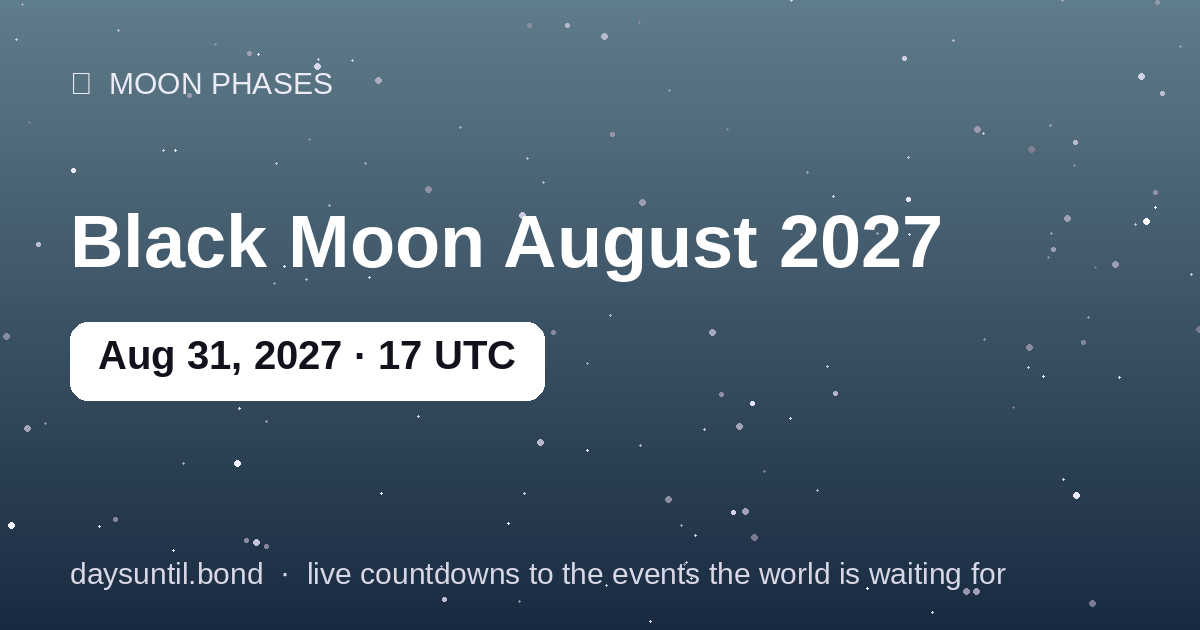 MOON PHASES
Black Moon August 2027
Aug 31, 2027 · 17 UTC
daysuntil.bond · live countdowns to the events the world is waiting for